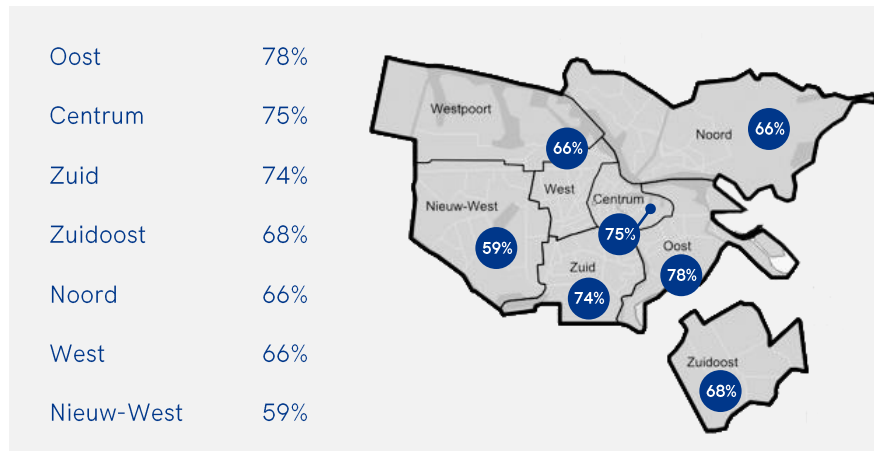 Oost 78%
Centrum 75%
Zuid 74%
Zuidoost 68%
Noord 66%
West 66%
Nieuw-West 59%
Westpoort
Noord
66%
66%
West
Centrum
Nieuw-West
75%
59%
Oost
Zuid
78%
74%
Zuidoost
68%